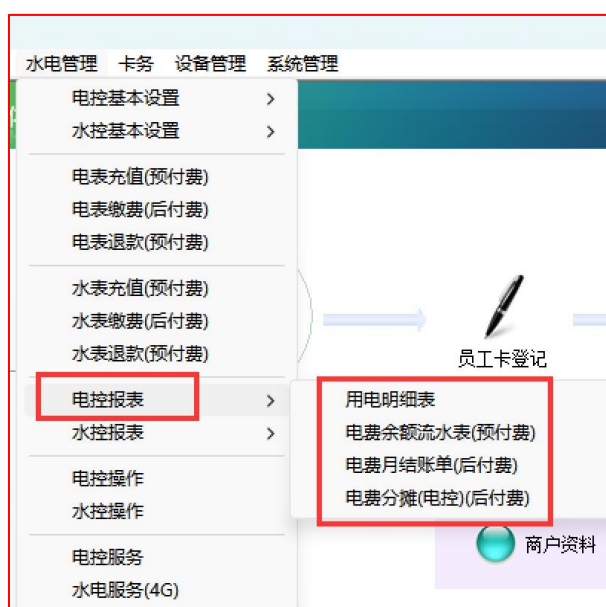 水电管理 卡务 设备管理 系统管理
电控基本设置
水控基本设置
电表充值(预付费)
电表缴费(后付费)
电表退款(预付费)
水表充值(预付费)
水表缴费(后付费)
水表退款(预付费)
员工卡登记
电控报表
水控报表
用电明细表
电费余额流水表(预付费)
电费月结账单(后付费)
电费分摊(电控)(后付费)
电控操作
水控操作
商户资料
电控服务
水电服务(4G)